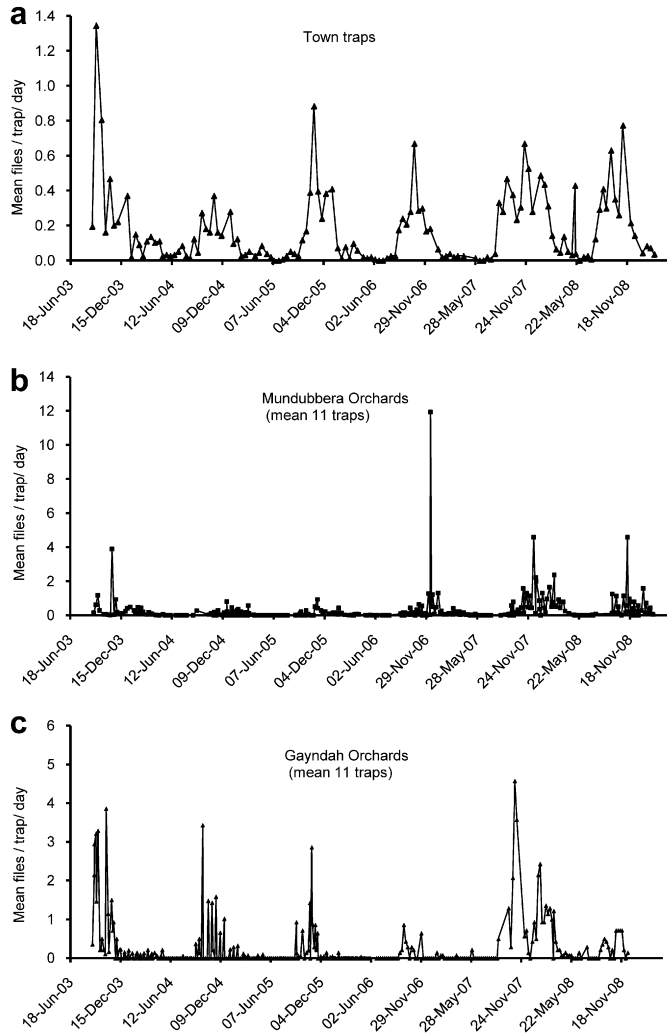 a
Town traps
Mean files / trap/ day
1.4
1.2
1.0
0.8
0.6
0.4
0.2
0.0
18-Jun-03
15-Dec-03
12-Jun-04
09-Dec-04
07-Jun-05
04-Dec-05
02-Jun-06
29-Nov-06
28-May-07
24-Nov-07
22-May-08
18-Nov-08
b
Mundubbera Orchards
(mean 11 traps)
Mean files / trap/ day
14
12
10
8
6
4
2
0
18-Jun-03
15-Dec-03
12-Jun-04
09-Dec-04
07-Jun-05
04-Dec-05
02-Jun-06
29-Nov-06
28-May-07
24-Nov-07
22-May-08
18-Nov-08
c
Gayndah Orchards
(mean 11 traps)
Mean files / trap/ day
6
5
4
3
2
1
0
18-Jun-03
15-Dec-03
12-Jun-04
09-Dec-04
07-Jun-05
04-Dec-05
02-Jun-06
29-Nov-06
28-May-07
24-Nov-07
22-May-08
18-Nov-08